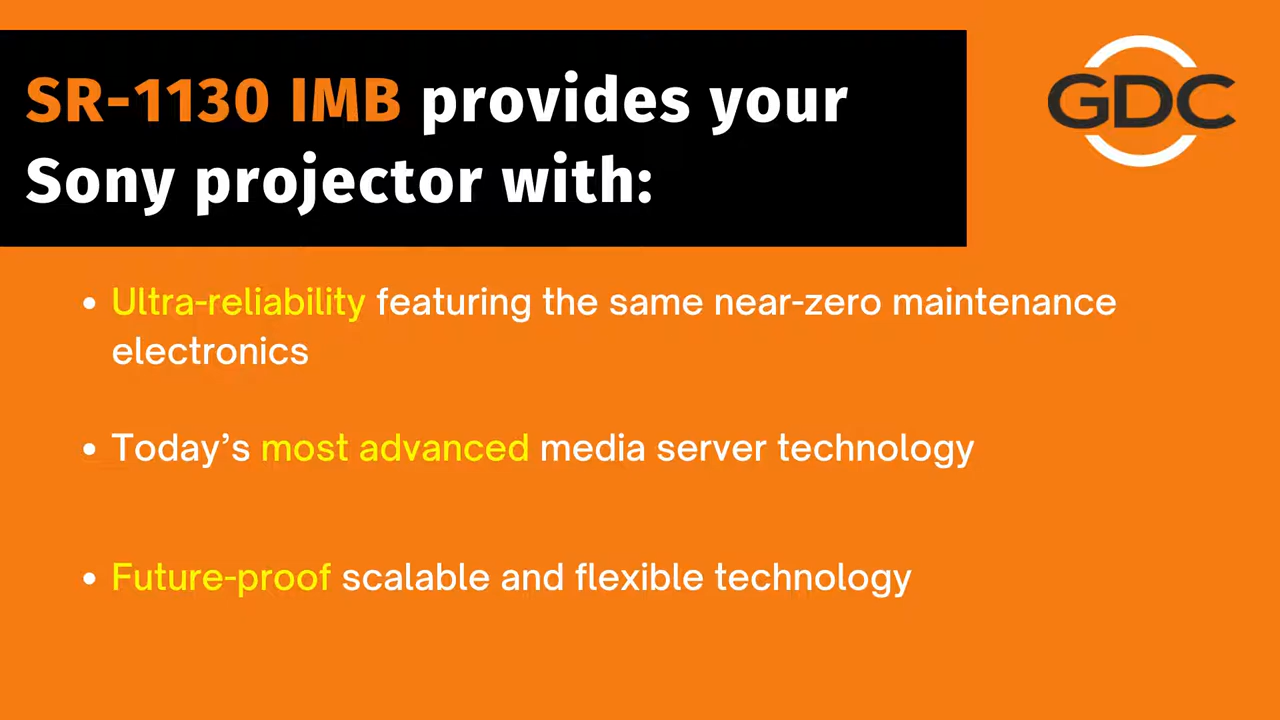 SR-1130 IMB provides your
Sony projector with:
GDC
• Ultra-reliability featuring the same near-zero maintenance
electronics
• Today’s most advanced media server technology
• Future-proof scalable and flexible technology